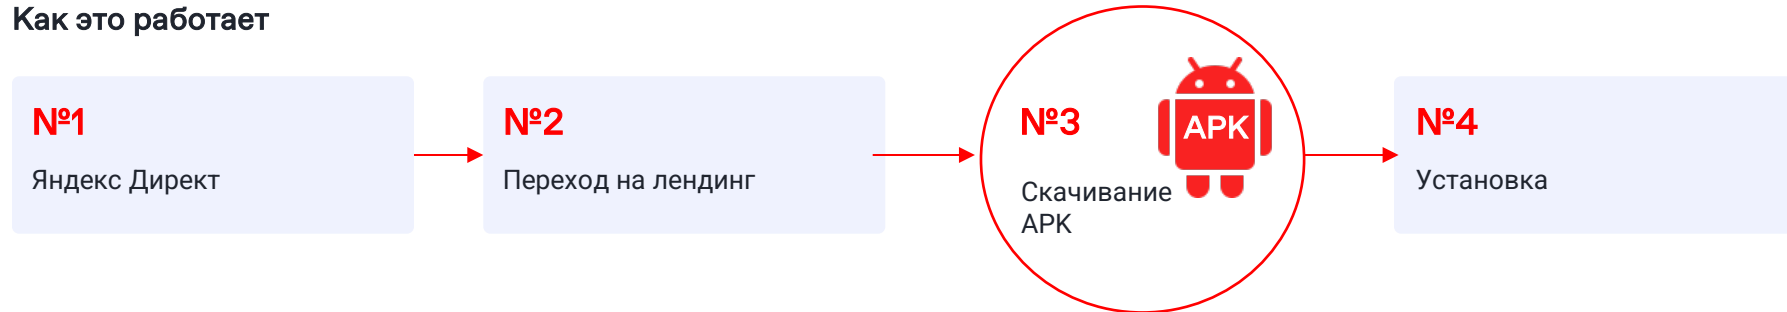 Как это работает
№1
Яндекс Директ
№2
Переход на лендинг
№3
APK
Скачивание
APK
№4
Установка